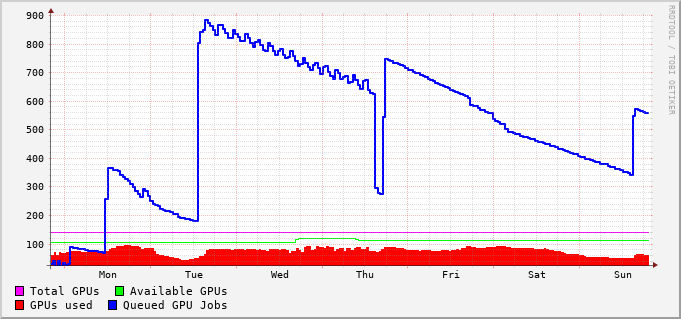 900
800
700
600
500
400
300
200
100
Mon Tue Wed Thu Fri Sat Sun
Total GPUs Available GPUs
GPUs used Queued GPU Jobs
RRDTOOL / TOBI OETIKER